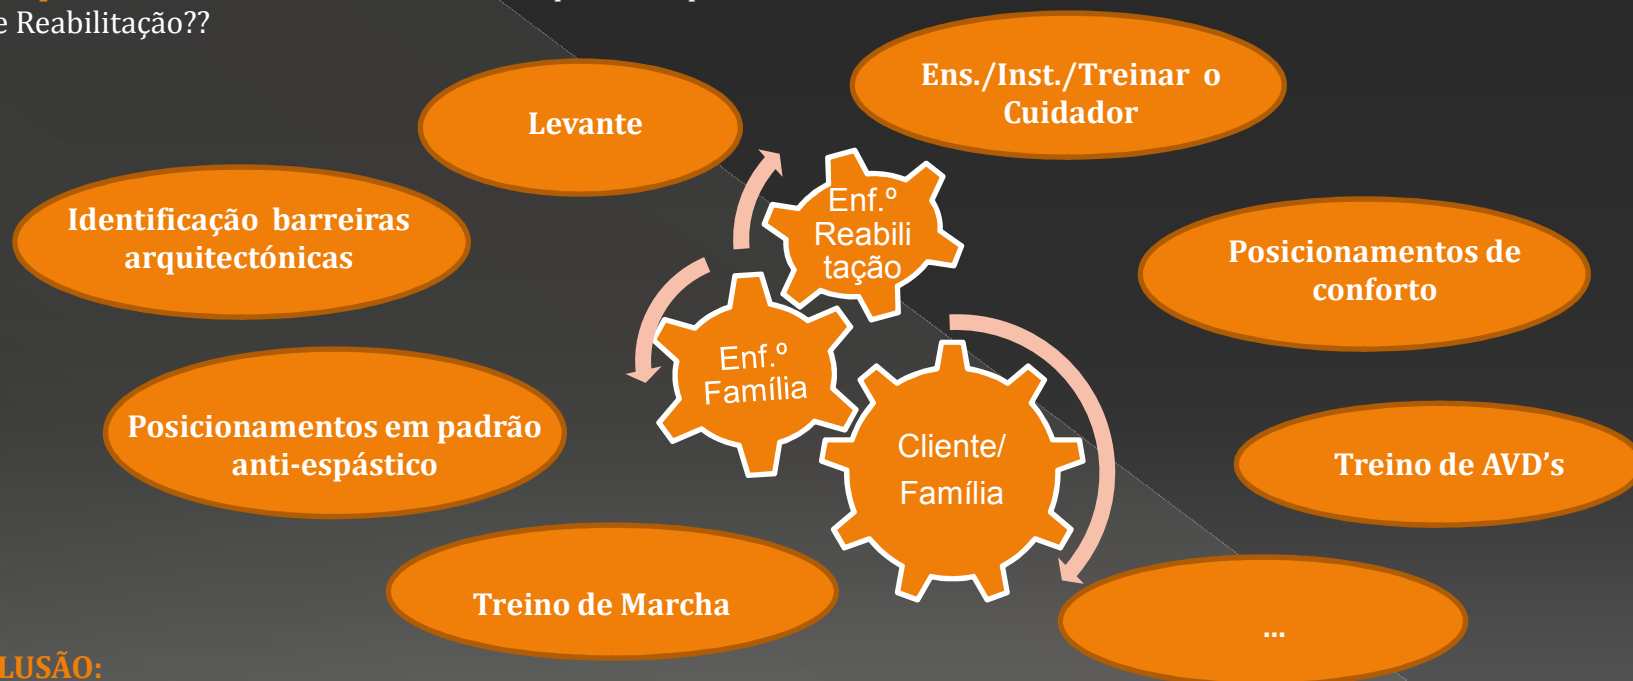 e Reabilitação??
Ens./Inst./Treinar o
Cuidador
Levante
Enf.º
Reabili
tação
Identificação barreiras
arquitectónicas
Posicionamentos de
conforto
Enf.º
Família
Posicionamentos em padrão
anti-espástico
Cliente/
Família
Treino de AVD's
Treino de Marcha
...
LUSÃO: